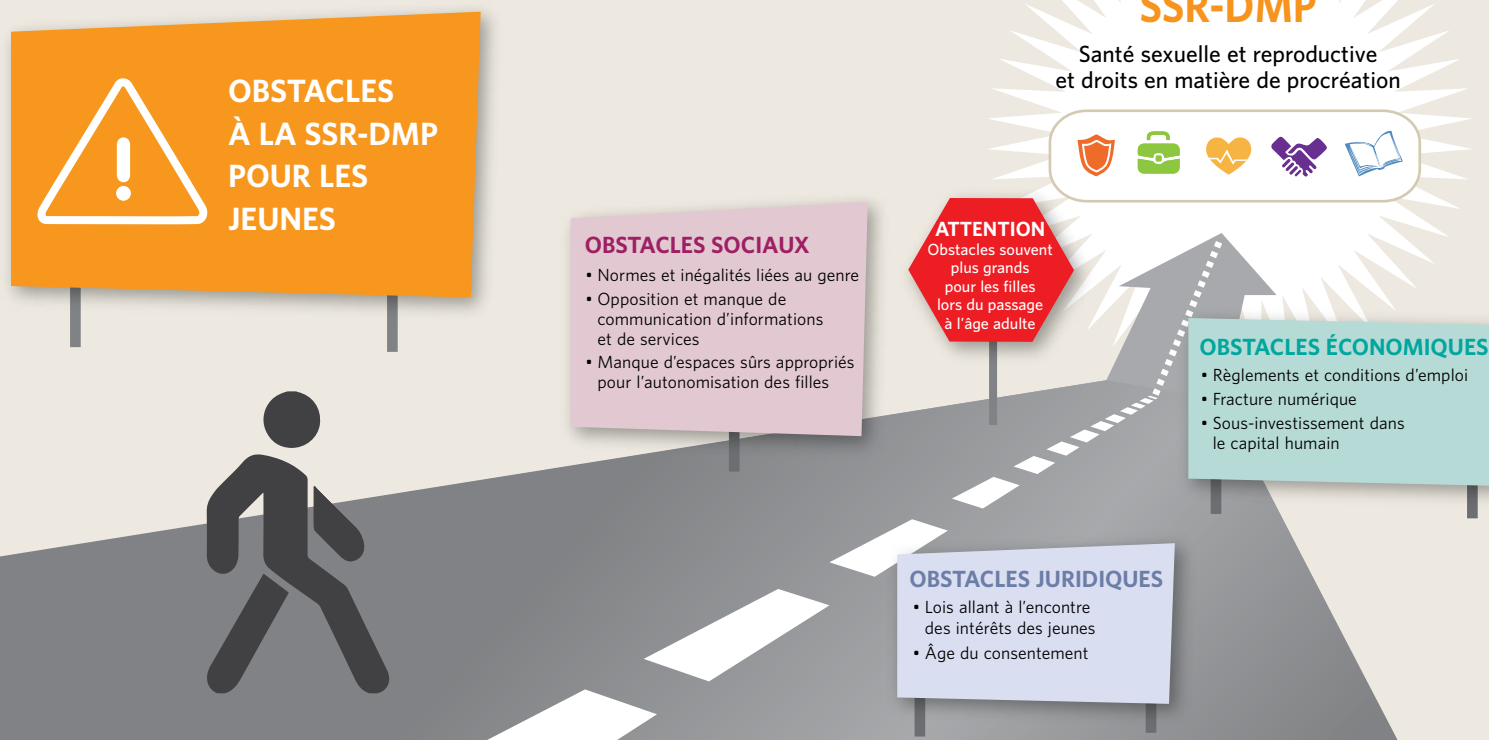 OBSTACLES
À LA SSR-DMP
POUR LES
JEUNES
SSR-DMP
Santé sexuelle et reproductive
et droits en matière de procréation
OBSTACLES SOCIAUX
• Normes et inégalités liées au genre
• Opposition et manque de
communication d'informations
et de services
• Manque d'espaces sûrs appropriés
pour l'autonomisation des filles
ATTENTION
Obstacles souvent
plus grands
pour les filles
lors du passage
à l'âge adulte
OBSTACLES ÉCONOMIQUES
• Règlements et conditions d'emploi
• Fracture numérique
• Sous-investissement dans
le capital humain
OBSTACLES JURIDIQUES
• Lois allant à l'encontre
des intérêts des jeunes
• Âge du consentement